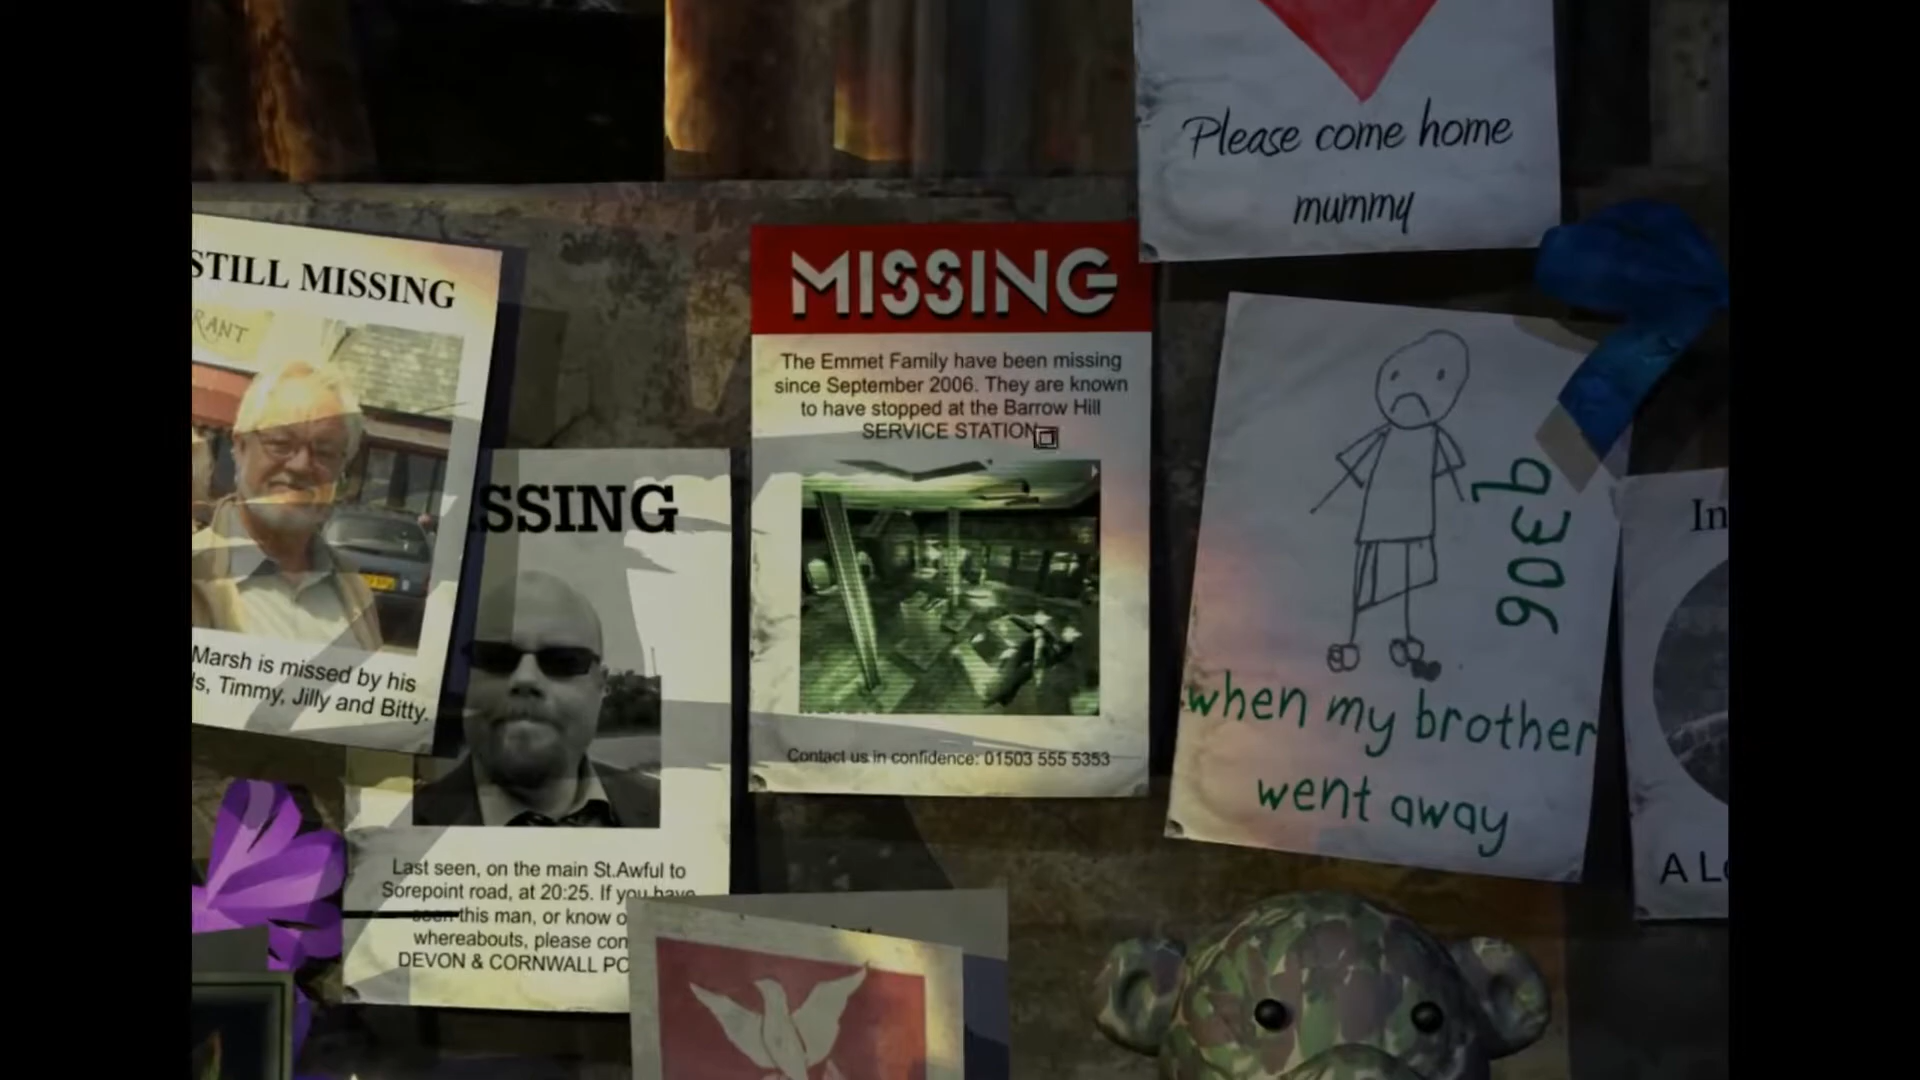 Please come home
mummy
STILL MISSING
RANT
Marsh is missed by his
Timmy, Jilly and Bitty.
SSING
Last seen, on the main St.Awful to
Sorepoint road, at 20:25. If you have
seen this man, or know
whereabouts, please con
DEVON & CORNWALL PO
MISSING
The Emmet Family have been missing
since September 2006. They are known
to have stopped at the Barrow Hill
SERVICE STATION
Contact us in confidence: 01503 555 5353
when my brother
went away
In
A Lo